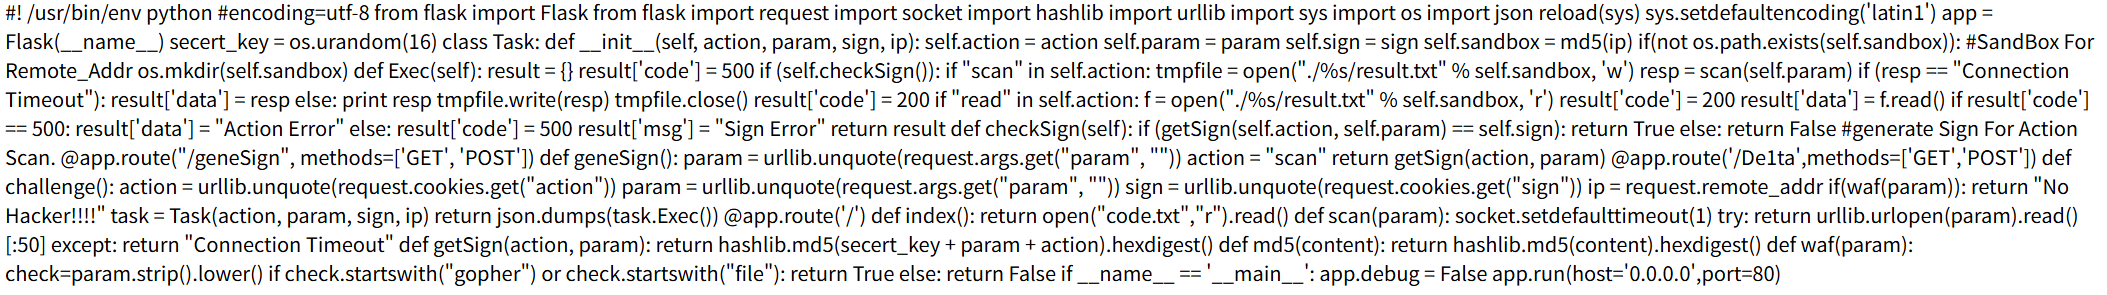 #! /usr/bin/env python #encoding=utf-8 from flask import Flask from flask import request import socket import hashlib import urllib import sys import os import json reload(sys) sys.setdefaultencoding('latin1') app =
Flask(__name__) secert_key = os.urandom(16) class Task: def __init__(self, action, param, sign, ip): self.action = action self.param = param self.sign = sign self.sandbox = md5(ip) if(not os.path.exists(self.sandbox)): #SandBox For
Remote_Addr os.mkdir(self.sandbox) def Exec(self): result = {} result['code'] = 500 if (self.checkSign()): if "scan" in self.action: tmpfile = open("./%s/result.txt" % self.sandbox, 'w') resp = scan(self.param) if (resp == "Connection
Timeout"): result['data'] = resp else: print resp tmpfile.write(resp) tmpfile.close() result['code'] = 200 if "read" in self.action: f = open("./%s/result.txt" % self.sandbox, 'r') result['code'] = 200 result['data'] = f.read() if result['code']
== 500: result['data'] = "Action Error" else: result['code'] = 500 result['msg'] = "Sign Error" return result def checkSign(self): if (getSign(self.action, self.param) == self.sign): return True else: return False #generate Sign For Action
Scan. @app.route("/geneSign", methods=['GET', 'POST']) def geneSign(): param = urllib.unquote(request.args.get("param", "")) action = "scan" return getSign(action, param) @app.route('/De1ta',methods=['GET','POST']) def
challenge(): action = urllib.unquote(request.cookies.get("action")) param = urllib.unquote(request.args.get("param", "")) sign = urllib.unquote(request.cookies.get("sign")) ip = request.remote_addr if(waf(param)): return "No
Hacker!!!!" task = Task(action, param, sign, ip) return json.dumps(task.Exec()) @app.route('/') def index(): return open("code.txt","r").read() def scan(param): socket.setdefaulttimeout(1) try: return urllib.urlopen(param).read()
[:50] except: return "Connection Timeout" def getSign(action, param): return hashlib.md5(secert_key + param + action).hexdigest() def md5(content): return hashlib.md5(content).hexdigest() def waf(param):
check=param.strip().lower() if check.startswith("gopher") or check.startswith("file"): return True else: return False if __name__ == '__main__': app.debug = False app.run(host='0.0.0.0',port=80)